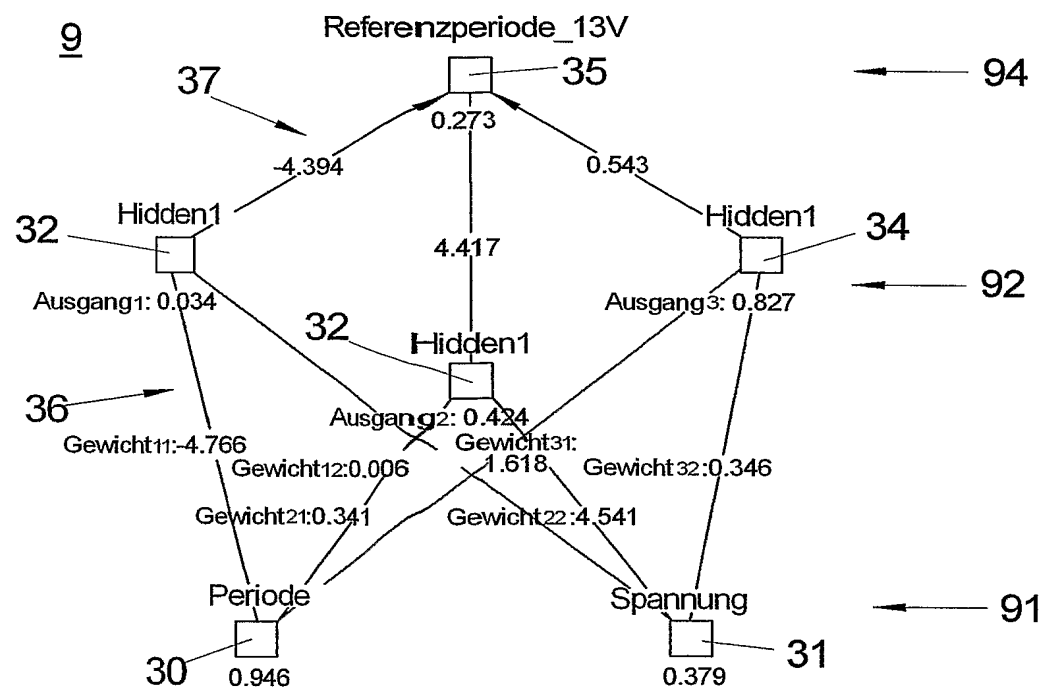 9
Referenzperiode_13V
35
94
37
0.273
-4.394
0.543
Hidden1
Hidden1
32
34
4.417
92
Ausgang1: 0.034
Ausgang3: 0.827
32
Hidden1
36
Ausgang2: 0.424
Gewicht11:-4.766
Gewicht31:
1.618
Gewicht12:0.006
Gewicht32:0.346
Gewicht21:0.341
Gewicht22:4.541
Periode
Spannung
91
30
31
0.946
0.379